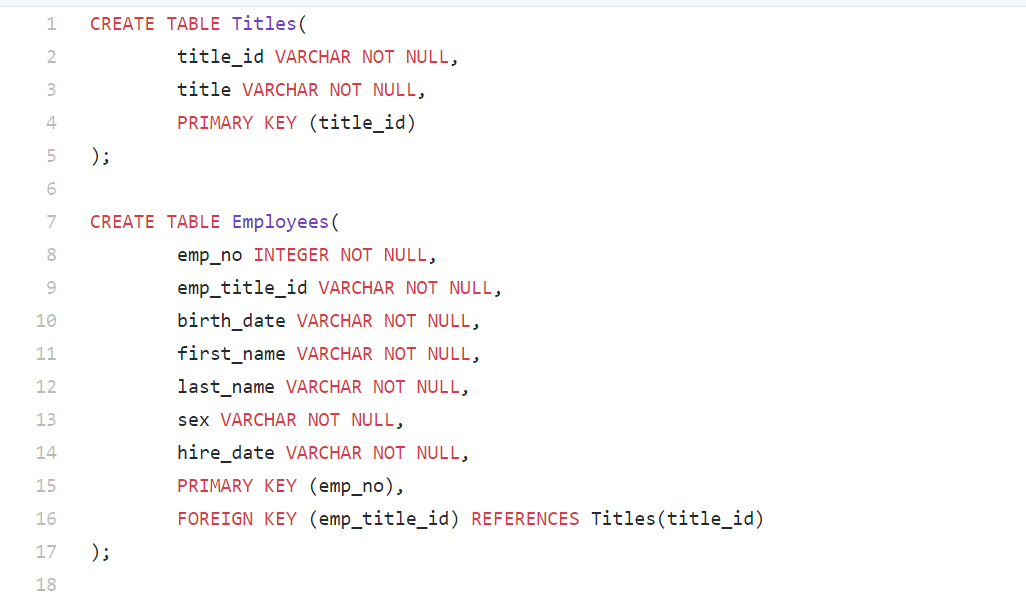 1 CREATE TABLE Titles(
2 title_id VARCHAR NOT NULL,
3 title VARCHAR NOT NULL,
4 PRIMARY KEY (title_id)
5 );
6
7 CREATE TABLE Employees(
8 emp_no INTEGER NOT NULL,
9 emp_title_id VARCHAR NOT NULL,
10 birth_date VARCHAR NOT NULL,
11 first_name VARCHAR NOT NULL,
12 last_name VARCHAR NOT NULL,
13 sex VARCHAR NOT NULL,
14 hire_date VARCHAR NOT NULL,
15 PRIMARY KEY (emp_no),
16 FOREIGN KEY (emp_title_id) REFERENCES Titles(title_id)
17 );
18